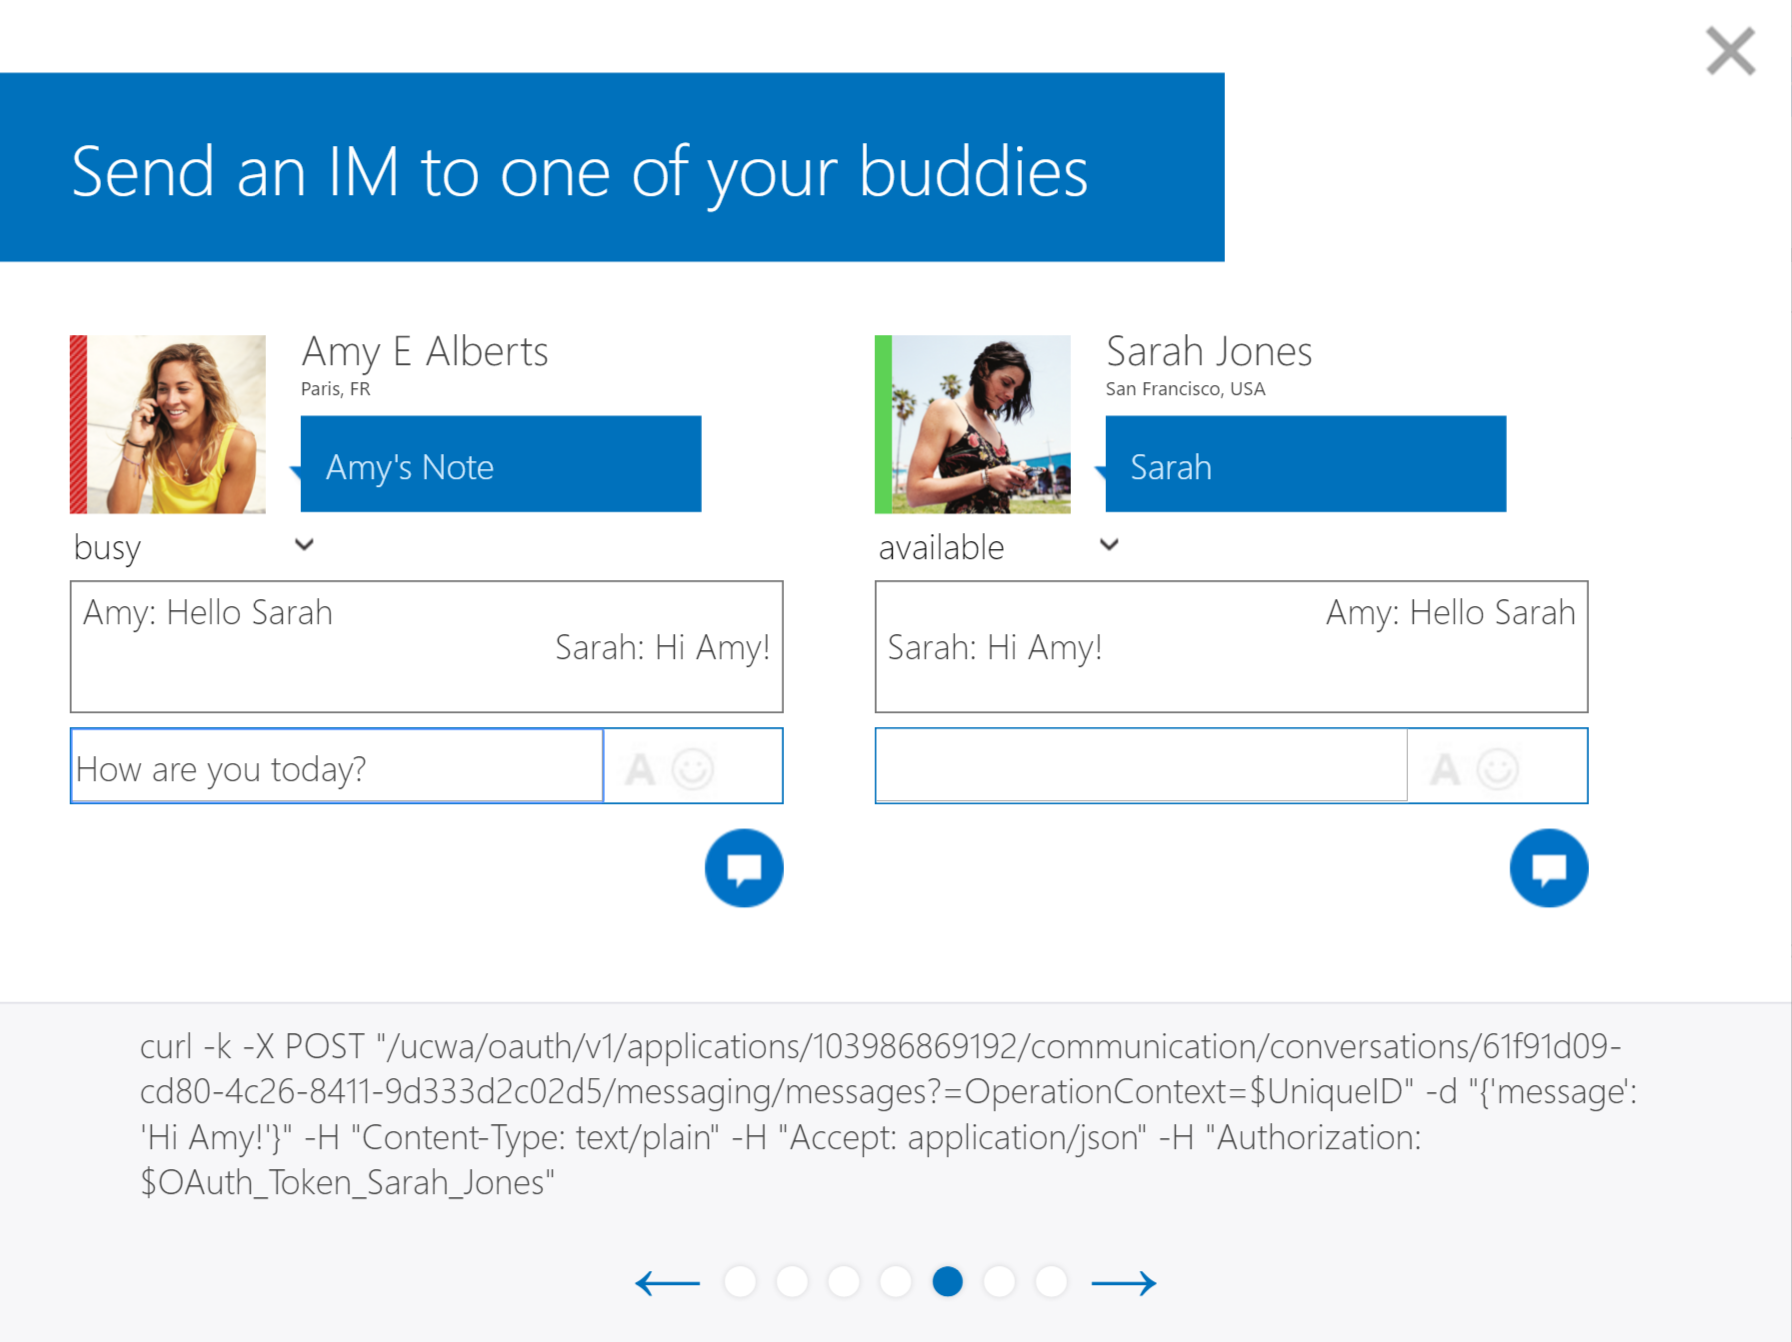 Send an IM to one of your buddies
Amy E Alberts
Paris, FR
Amy's Note
busy
Amy: Hello Sarah
Sarah: Hi Amy!
How are you today?
A
Sarah Jones
San Francisco, USA
Sarah
available
Amy: Hello Sarah
Sarah: Hi Amy!
A
curl -k -X POST "/ucwa/oauth/v1/applications/103986869192/communication/conversations/61f91d09-
cd80-4c26-8411-9d333d2c02d5/messaging/messages?=OperationContext=$UniqueID" -d "{'message':
'Hi Amy!'}" -H "Content-Type: text/plain" -H "Accept: application/json" -H "Authorization:
$OAuth_Token_Sarah_Jones"